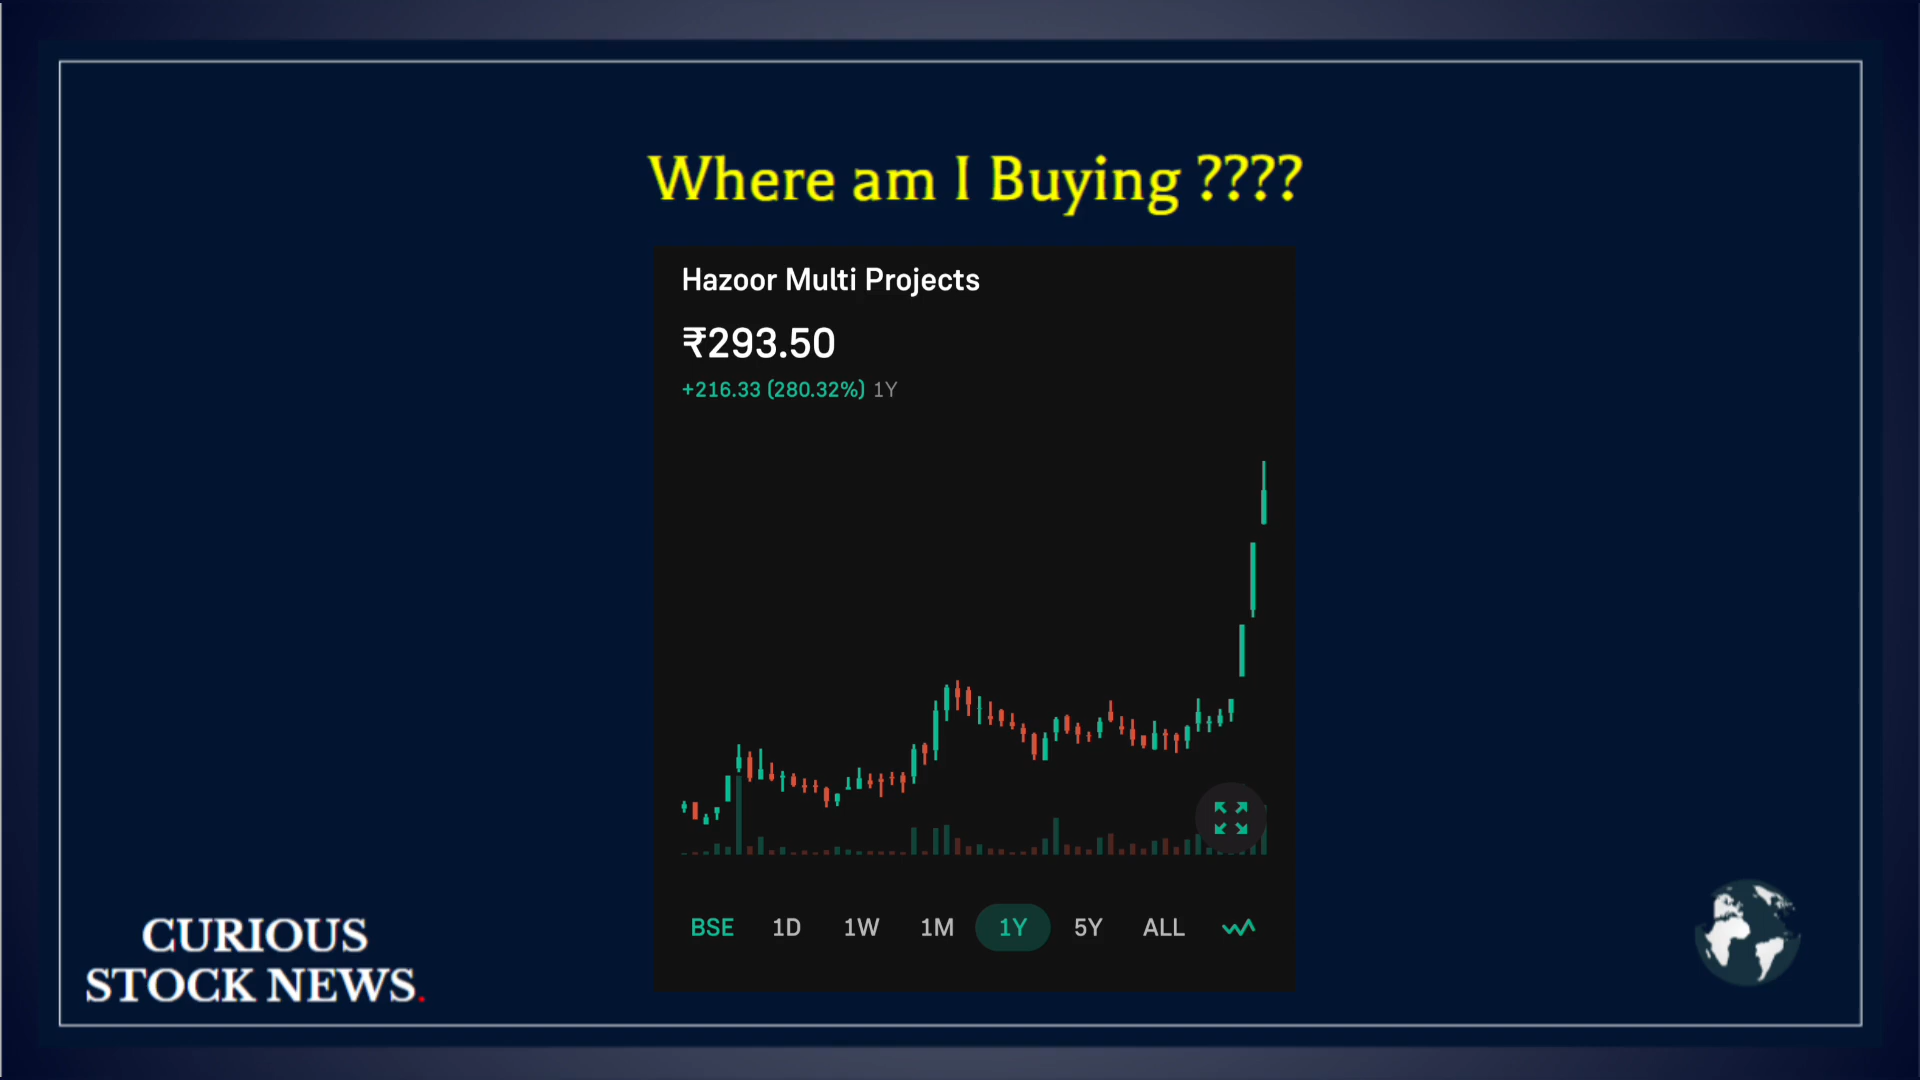 Where am I Buying ????
Hazoor Multi Projects
₹293.50
+216.33 (280.32%) 1Y
BSE 1D 1W 1M 1Y 5Y ALL
CURIOUS
STOCK NEWS.